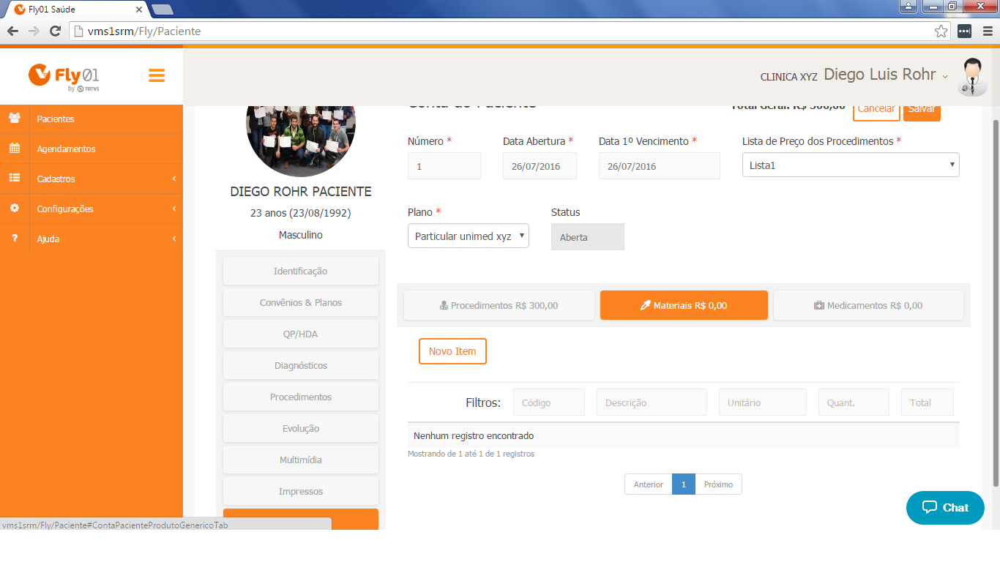 Fly01 Saúde
vms1srm/Fly/Paciente
Fly01
by TOTVS
CLINICA XYZ Diego Luis Rohr
Pacientes
Agendamentos
Cadastros
Configurações
Ajuda
DIEGO ROHR PACIENTE
23 anos (23/08/1992)
Masculino
Identificação
Convênios & Planos
QP/HDA
Diagnósticos
Procedimentos
Evolução
Multimídia
Impressos
Conta do Paciente
Total Geral: R$ 300,00 Cancelar Salvar
Número * Data Abertura * Data 1º Vencimento * Lista de Preço dos Procedimentos *
1 26/07/2016 26/07/2016 Lista1
Plano * Status
Particular unimed xyz Aberta
Procedimentos R$ 300,00 Materiais R$ 0,00 Medicamentos R$ 0,00
Novo Item
Filtros: Código Descrição Unitário Quant. Total
Nenhum registro encontrado
Mostrando de 1 até 1 de 1 registros
Anterior 1 Próximo
Chat
vms1srm/Fly/Paciente#ContaPacienteProdutoGenericoTab